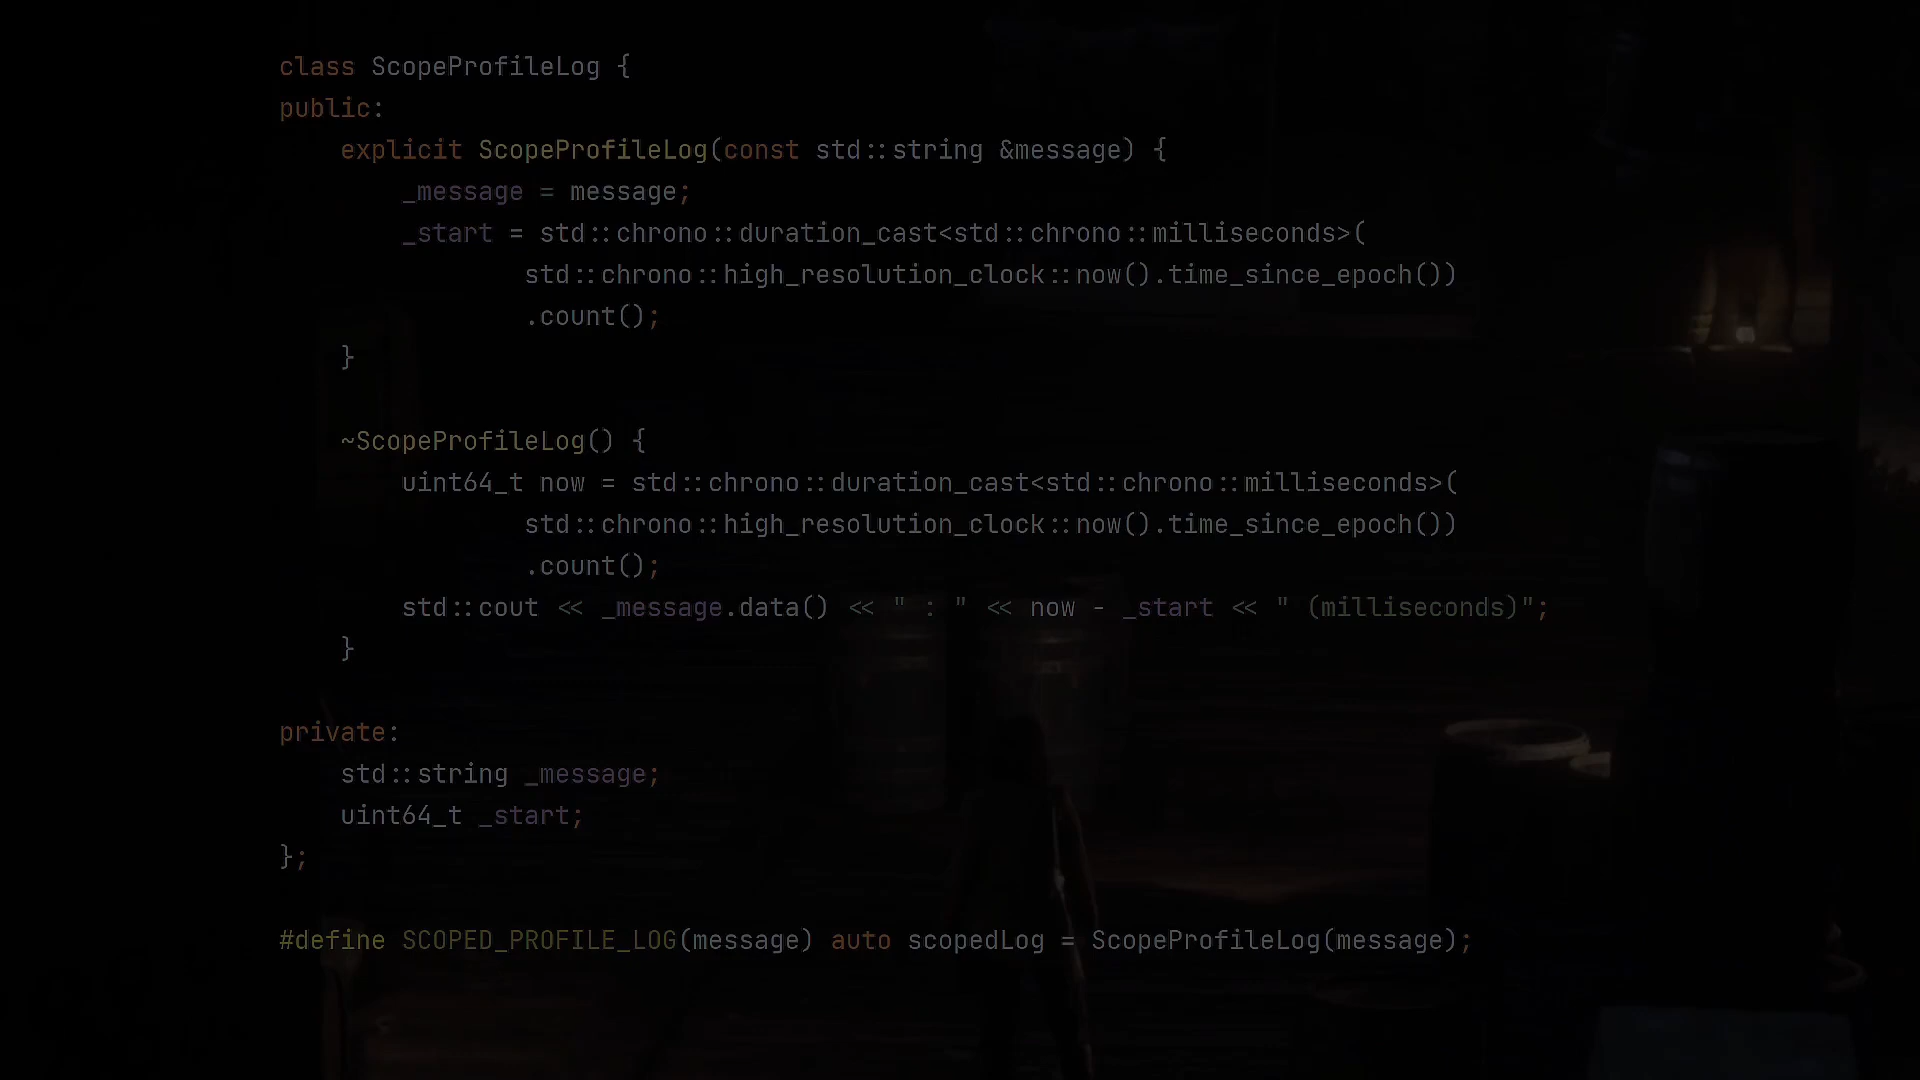 class ScopeProfileLog {
public:
    explicit ScopeProfileLog(const std::string &message) {
        _message = message;
        _start = std::chrono::duration_cast<std::chrono::milliseconds>(
                std::chrono::high_resolution_clock::now().time_since_epoch())
                .count();
    }

    ~ScopeProfileLog() {
        uint64_t now = std::chrono::duration_cast<std::chrono::milliseconds>(
                std::chrono::high_resolution_clock::now().time_since_epoch())
                .count();
        std::cout << _message.data() << " : " << now - _start << " (milliseconds)";
    }

private:
    std::string _message;
    uint64_t _start;
};

#define SCOPED_PROFILE_LOG(message) auto scopedLog = ScopeProfileLog(message);